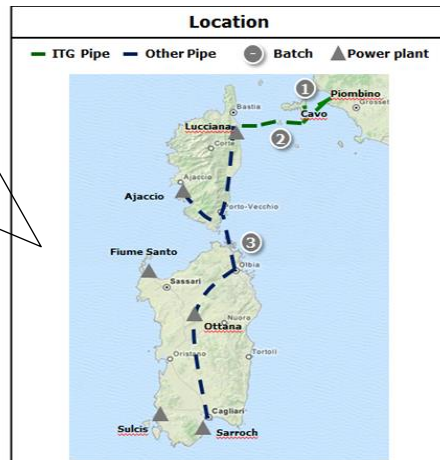 Location
ITG Pipe Other Pipe Batch Power plant
1
Piombino
Bastia
Grosset
Cavo
Lucciana
2
Corte
Ajaccio
Ajaccio
Porto-Vecchio
3
Fiume Santo
Olbia
Sassari
Nuoro
Ottana
Oristano
Tortolì
Cagliari
Sulcis
Sarroch